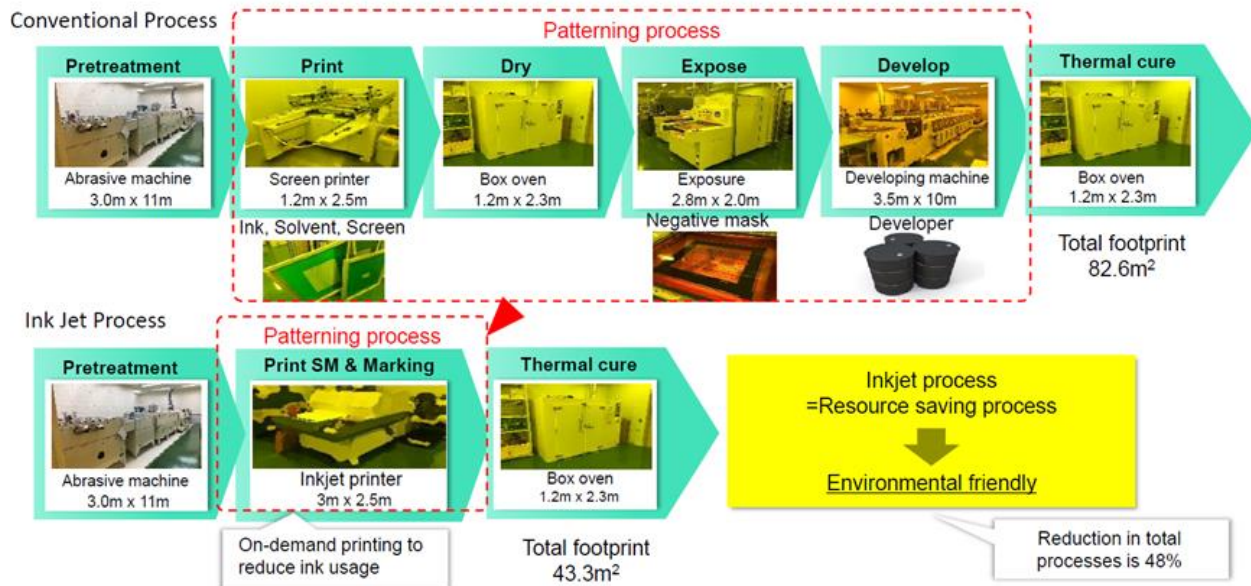 Conventional Process
Patterning process
Pretreatment
Abrasive machine
3.0m x 11m
Print
Screen printer
1.2m x 2.5m
Ink, Solvent, Screen
Dry
Box oven
1.2m x 2.3m
Expose
Exposure
2.8m x 2.0m
Negative mask
Develop
Developing machine
3.5m x 10m
Developer
Thermal cure
Box oven
1.2m x 2.3m
Total footprint
82.6m²
Ink Jet Process
Patterning process
Pretreatment
Abrasive machine
3.0m x 11m
Print SM & Marking
Inkjet printer
3m x 2.5m
On-demand printing to
reduce ink usage
Thermal cure
Box oven
1.2m x 2.3m
Total footprint
43.3m²
Inkjet process
=Resource saving process
Environmental friendly
Reduction in total
processes is 48%